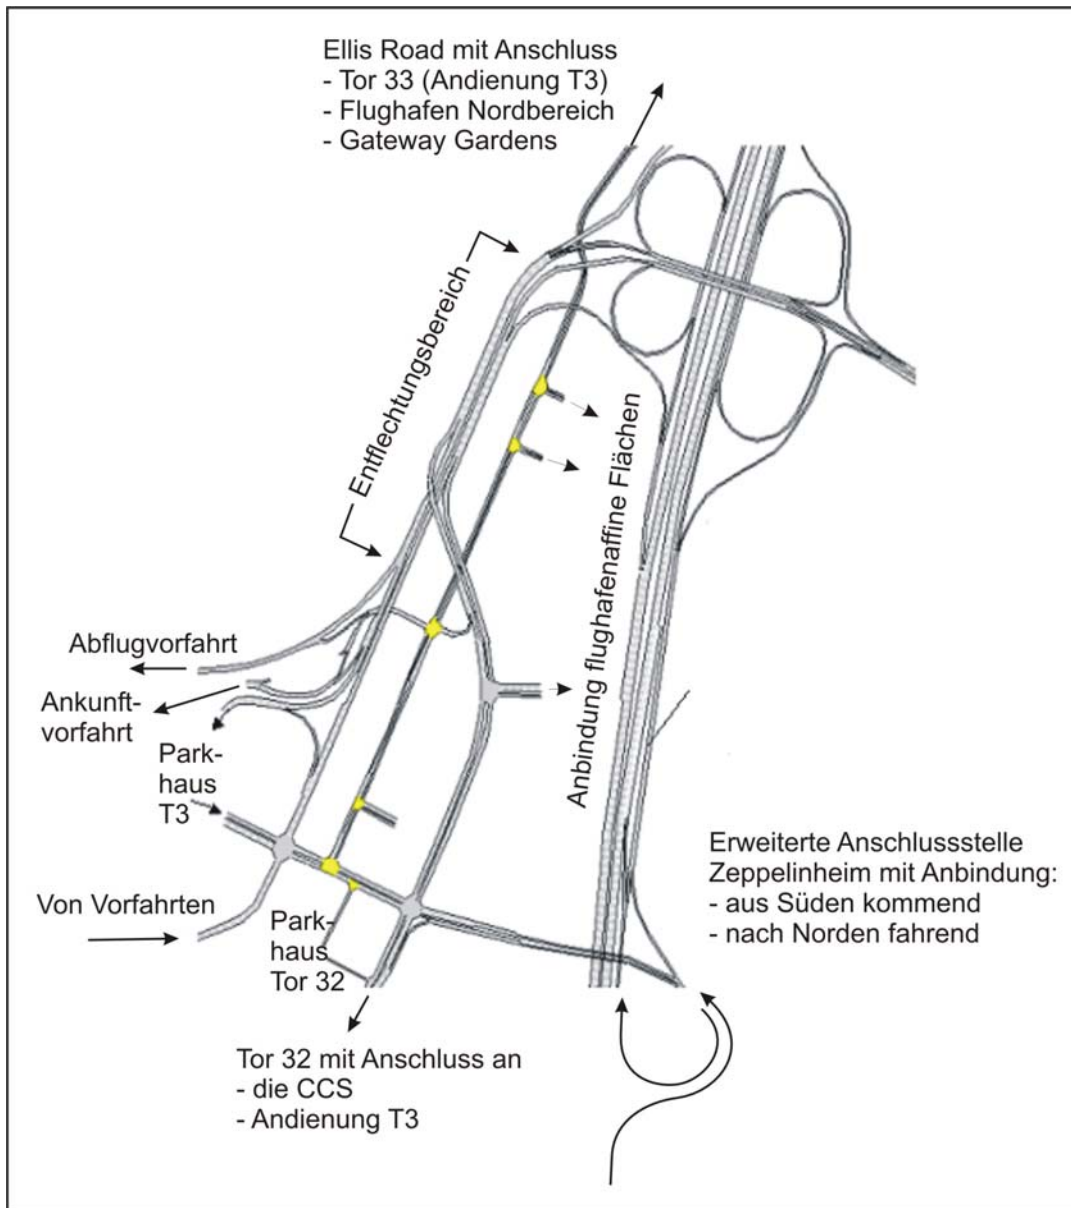 Ellis Road mit Anschluss
- Tor 33 (Andienung T3)
- Flughafen Nordbereich
- Gateway Gardens
Entflechtungsbereich
Anbindung flughafenaffine Flächen
Abflugvorfahrt
Ankunft-
vorfahrt
Park-
haus
T3
Von Vorfahrten
Park-
haus
Tor 32
Erweiterte Anschlussstelle
Zeppelinheim mit Anbindung:
- aus Süden kommend
- nach Norden fahrend
Tor 32 mit Anschluss an
- die CCS
- Andienung T3